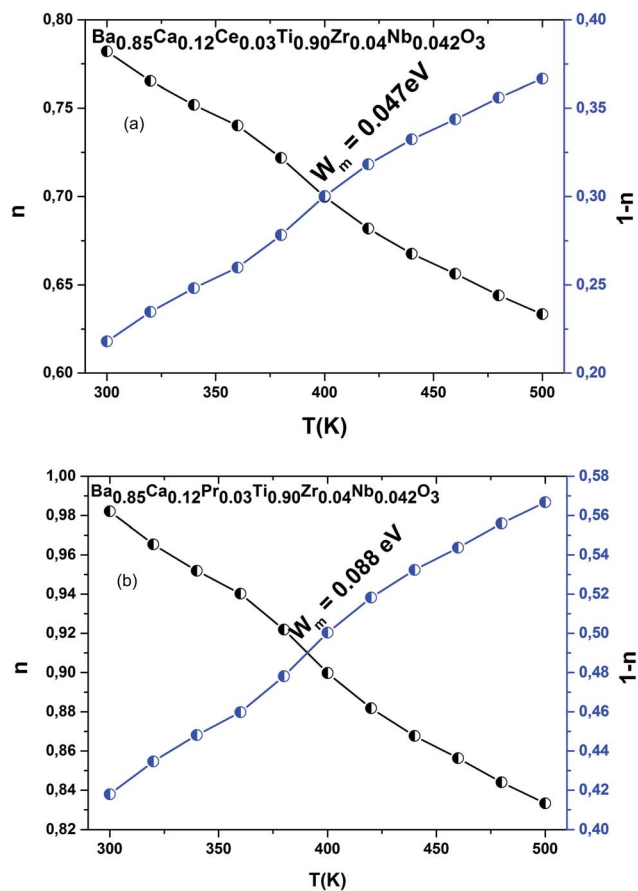 Ba0.85Ca0.12Ce0.03Ti0.90Zr0.04Nb0.042O3
(a)
Wm = 0.047eV
0,80
0,75
0,70
0,65
0,60
n
0,40
0,35
0,30
0,25
0,20
1-n
300 350 400 450 500
T(K)
Ba0.85Ca0.12Pr0.03Ti0.90Zr0.04Nb0.042O3
(b)
Wm= 0.088 eV
1,00
0,98
0,96
0,94
0,92
0,90
0,88
0,86
0,84
0,82
n
0,58
0,56
0,54
0,52
0,50
0,48
0,46
0,44
0,42
0,40
1-n
300 350 400 450 500
T(K)